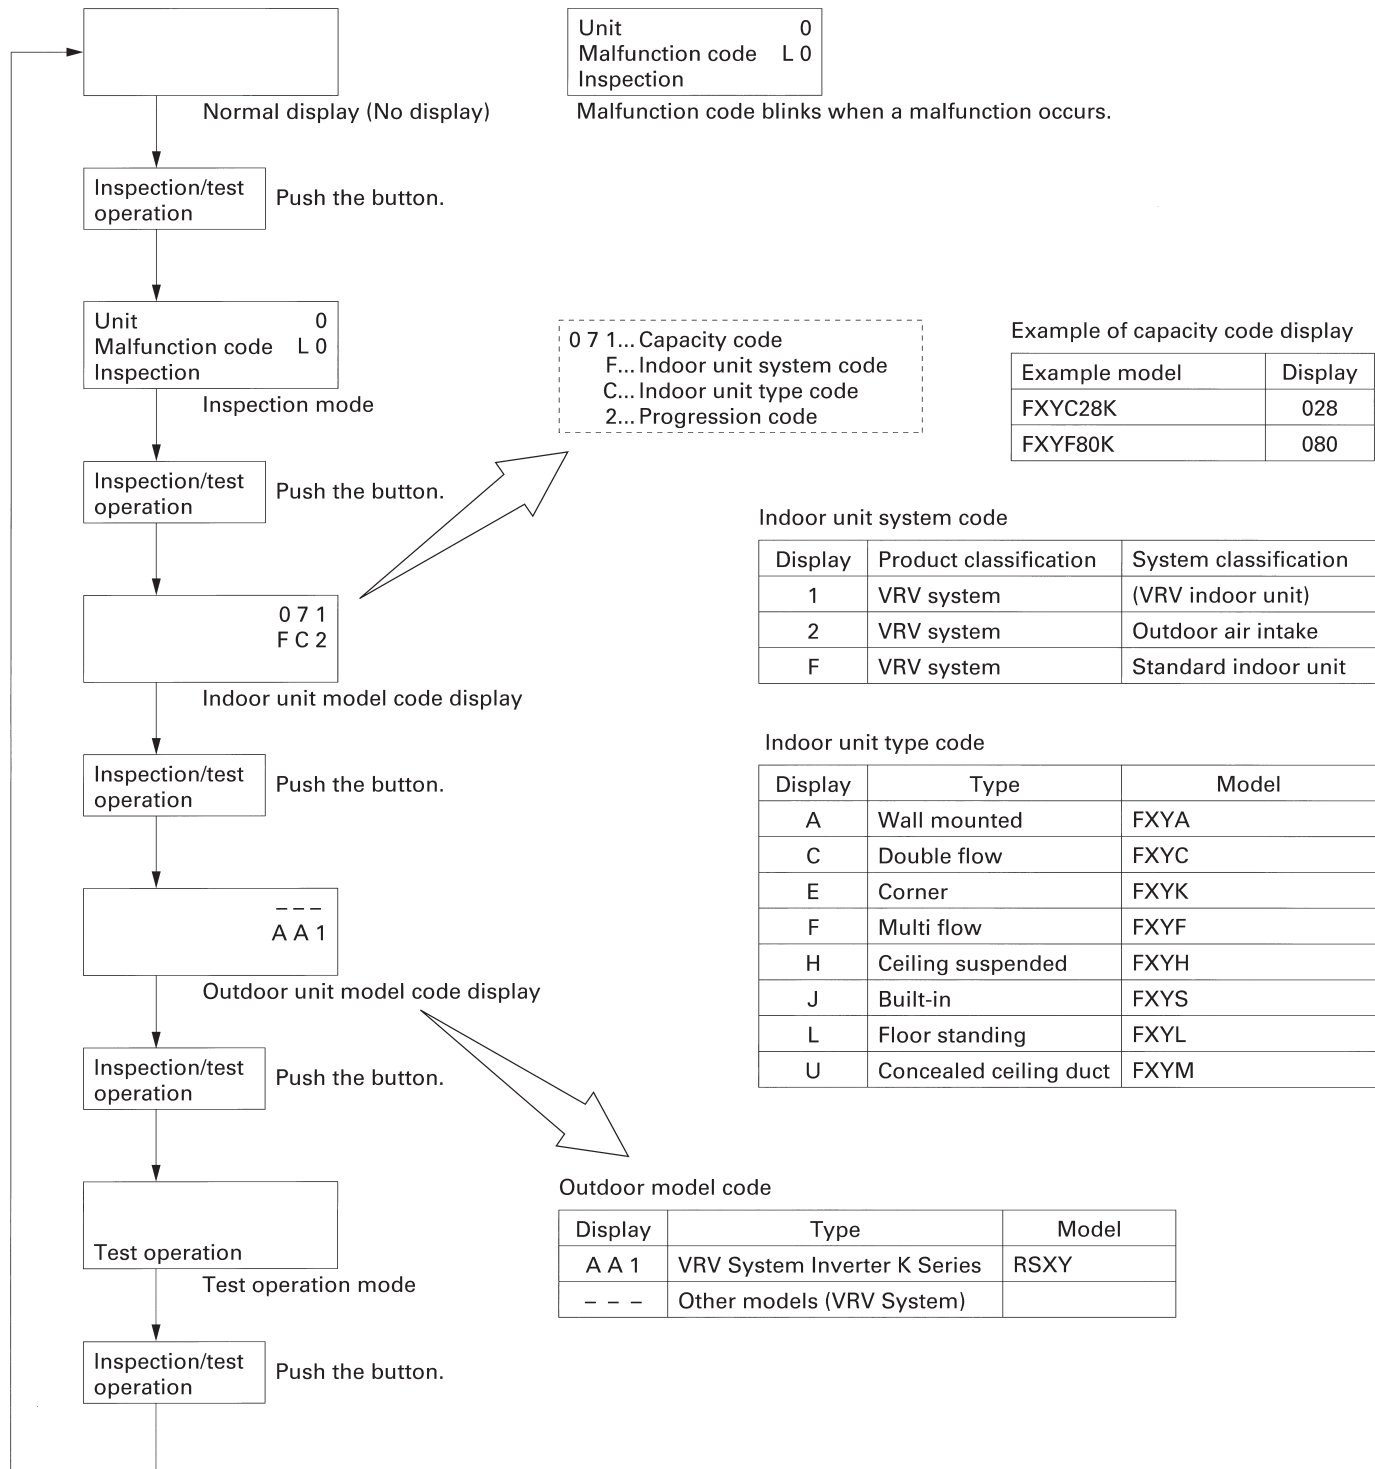 Unit 0
Malfunction code L 0
Inspection
Normal display (No display)
Malfunction code blinks when a malfunction occurs.
Inspection/test
operation
Push the button.
Unit 0
Malfunction code L 0
Inspection
Inspection mode
0 7 1... Capacity code
F... Indoor unit system code
C... Indoor unit type code
2... Progression code
Example of capacity code display
Example model Display
FXYC28K 028
FXYF80K 080
Inspection/test
operation
Push the button.
0 7 1
F C 2
Indoor unit model code display
Indoor unit system code
Display Product classification System classification
1 VRV system (VRV indoor unit)
2 VRV system Outdoor air intake
F VRV system Standard indoor unit
Inspection/test
operation
Push the button.
Indoor unit type code
Display Type Model
A Wall mounted FXYA
C Double flow FXYC
E Corner FXYK
F Multi flow FXYF
H Ceiling suspended FXYH
J Built-in FXYS
L Floor standing FXYL
U Concealed ceiling duct FXYM
– – –
A A 1
Outdoor unit model code display
Inspection/test
operation
Push the button.
Test operation
Test operation mode
Outdoor model code
Display Type Model
A A 1 VRV System Inverter K Series RSXY
– – – Other models (VRV System)
Inspection/test
operation
Push the button.